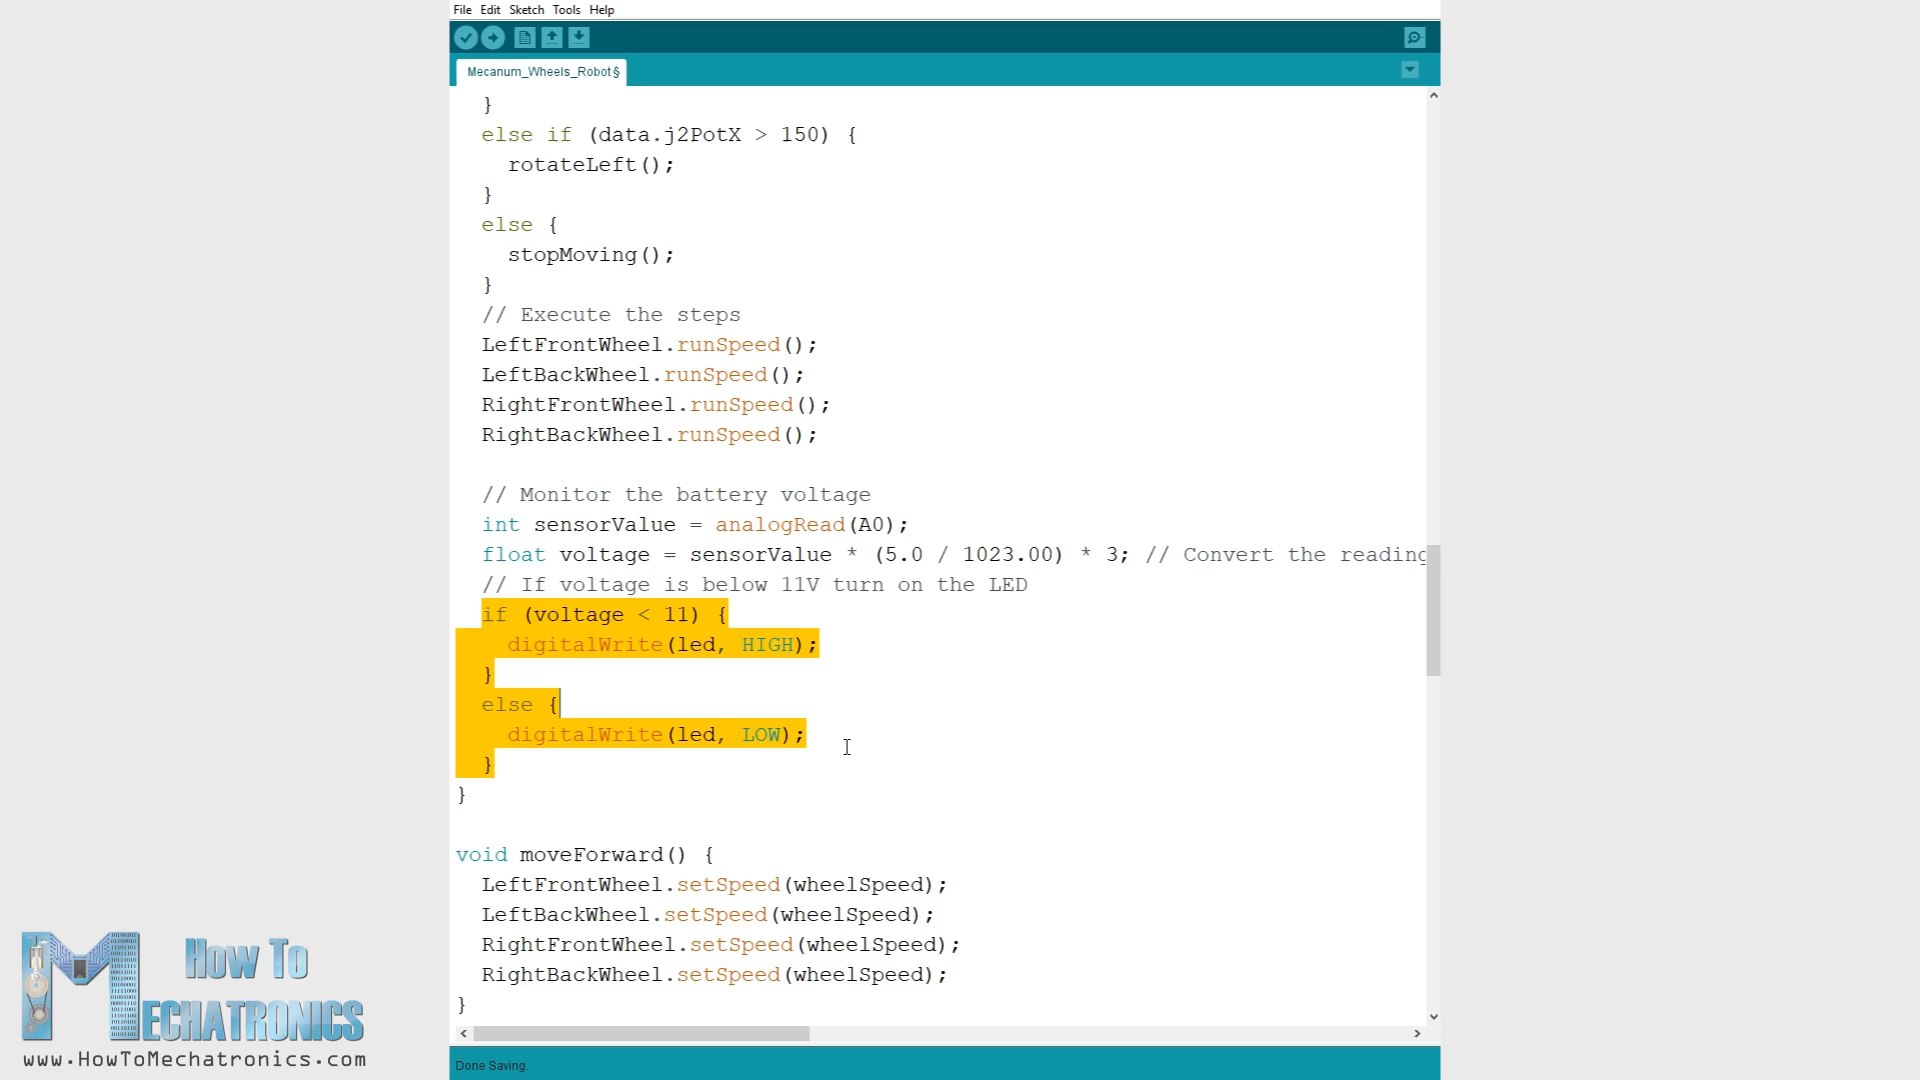 File Edit Sketch Tools Help
Mecanum_Wheels_Robot§
}
else if (data.j2PotX > 150) {
rotateLeft();
}
else {
stopMoving();
}
// Execute the steps
LeftFrontWheel.runSpeed();
LeftBackWheel.runSpeed();
RightFrontWheel.runSpeed();
RightBackWheel.runSpeed();
// Monitor the battery voltage
int sensorValue = analogRead(A0);
float voltage = sensorValue * (5.0 / 1023.00) * 3; // Convert the reading
// If voltage is below 11V turn on the LED
if (voltage < 11) {
digitalWrite(led, HIGH);
}
else {
digitalWrite(led, LOW);
}
}
void moveForward() {
LeftFrontWheel.setSpeed(wheelSpeed);
LeftBackWheel.setSpeed(wheelSpeed);
RightFrontWheel.setSpeed(wheelSpeed);
RightBackWheel.setSpeed(wheelSpeed);
}
Done Saving.
How To
MECHATRONICS
www.HowToMechatronics.com